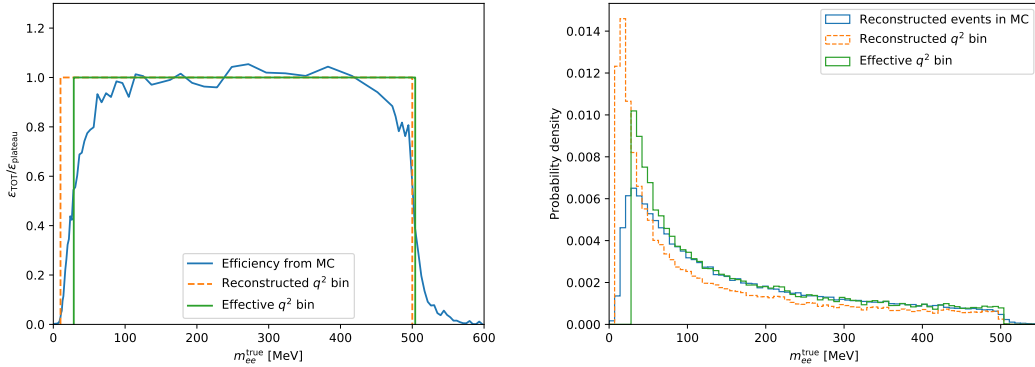 1.2
1.0
0.8
0.6
0.4
0.2
0.0
ε_TOT/ε_plateau
0 100 200 300 400 500 600
m_ee^true [MeV]
Efficiency from MC
Reconstructed q² bin
Effective q² bin
0.014
0.012
0.010
0.008
0.006
0.004
0.002
0.000
Probability density
0 100 200 300 400 500
m_ee^true [MeV]
Reconstructed events in MC
Reconstructed q² bin
Effective q² bin